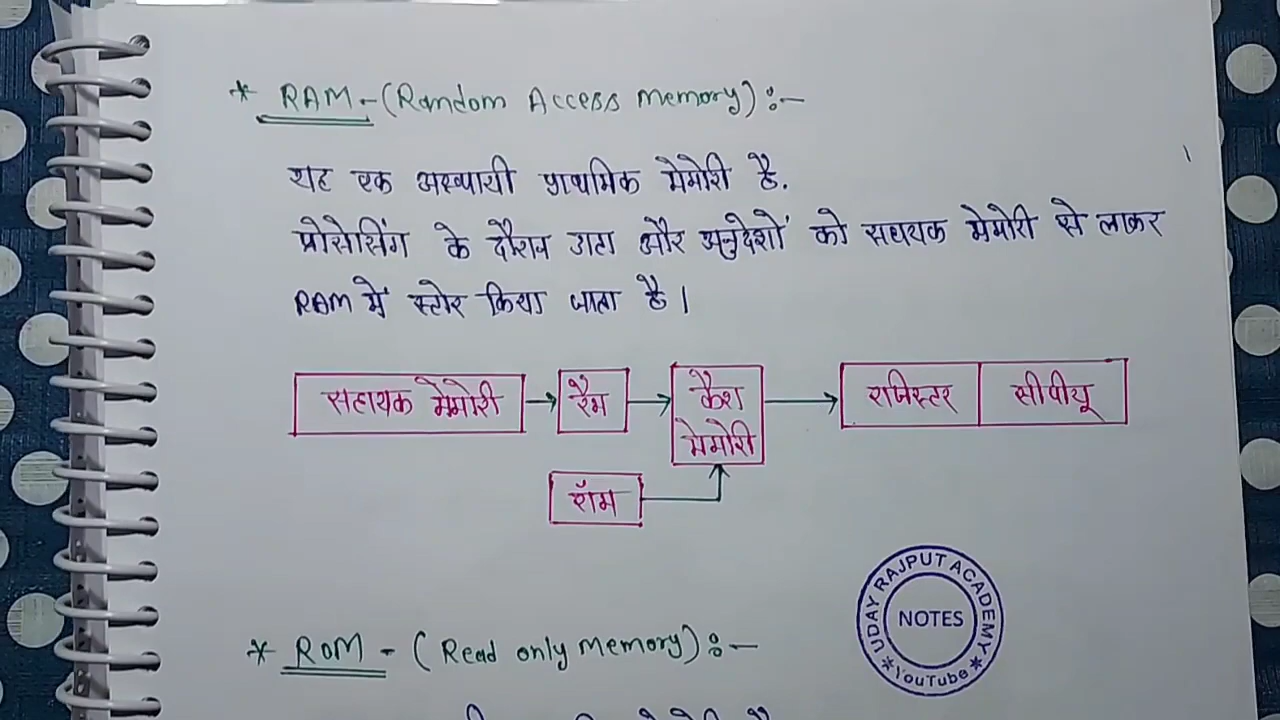 * RAM - (Random Access memory) :-
यह एक अस्थायी प्राथमिक मेमोरी है.
प्रोसेसिंग के दौरान डाटा और अनुदेशों को सहायक मेमोरी से लाकर
RAM में स्टोर किया जाता है।
सहायक मेमोरी → रैम → कैश मेमोरी → रजिस्टर सीपीयू
रॉम
UDAY RAJPUT ACADEMY
NOTES
YouTube
* ROM - ( Read only memory) :-